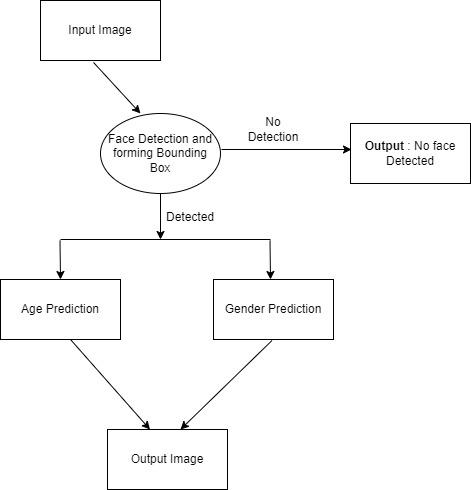 Input Image
Face Detection and
forming Bounding
Box
No
Detection
Output : No face
Detected
Detected
Age Prediction
Gender Prediction
Output Image